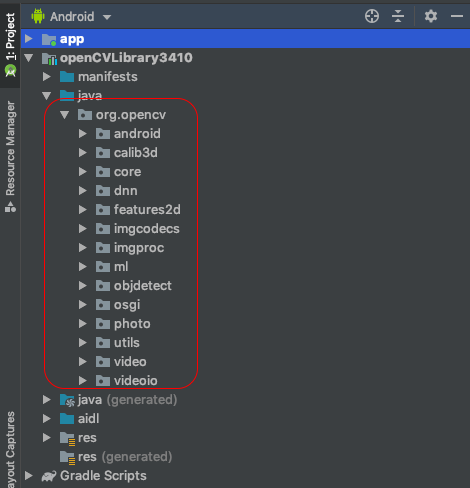 Android
app
openCVLibrary3410
manifests
java
org.opencv
android
calib3d
core
dnn
features2d
imgcodecs
imgproc
ml
objdetect
osgi
photo
utils
video
videoio
java (generated)
aidl
res
res (generated)
Gradle Scripts
1: Project
Resource Manager
ayout Captures